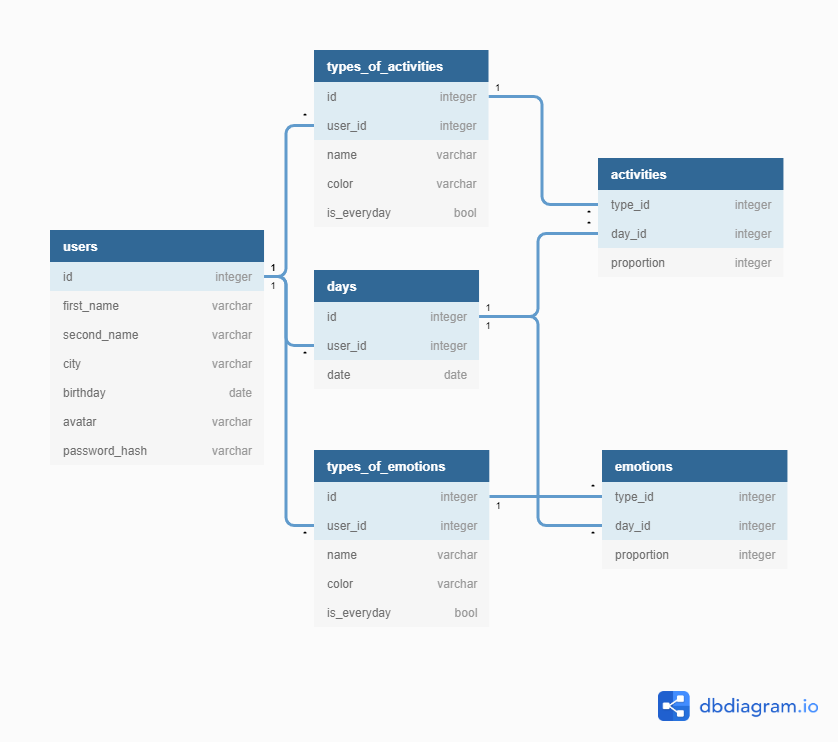 types_of_activities
id integer
user_id integer
name varchar
color varchar
is_everyday bool
activities
type_id integer
day_id integer
proportion integer
users
id integer
first_name varchar
second_name varchar
city varchar
birthday date
avatar varchar
password_hash varchar
days
id integer
user_id integer
date date
types_of_emotions
id integer
user_id integer
name varchar
color varchar
is_everyday bool
emotions
type_id integer
day_id integer
proportion integer
1
*
*
*
1
1
1
1
*
*
*
1
*
dbdiagram.io